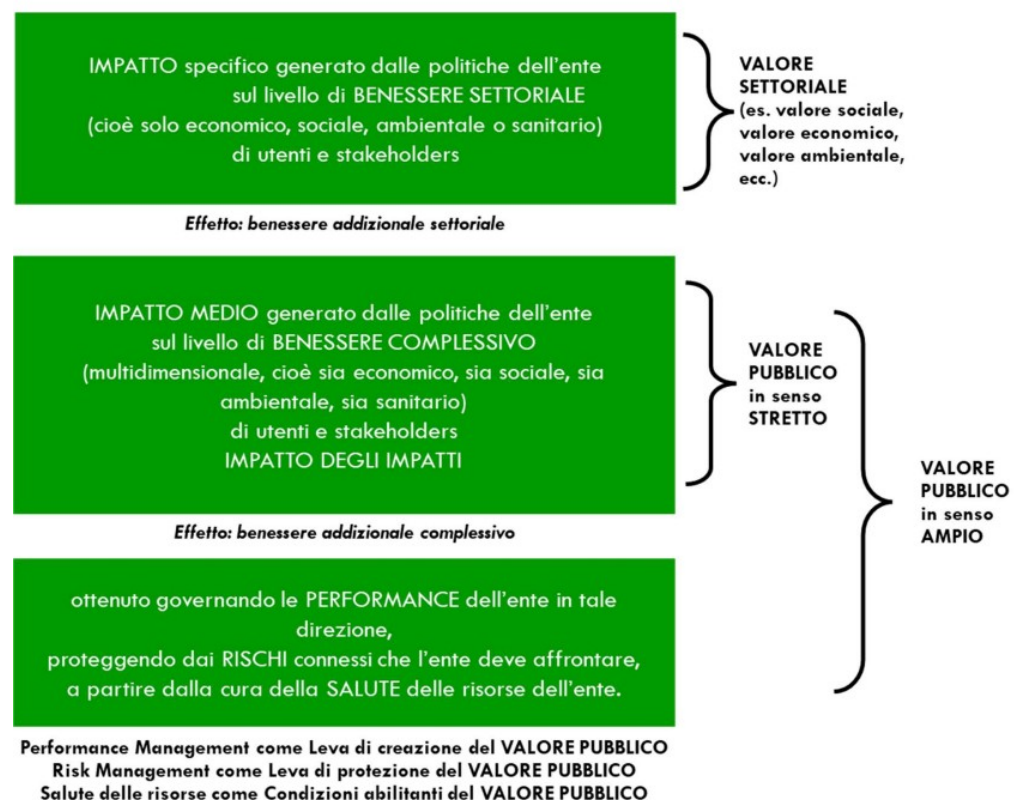 IMPATTO specifico generato dalle politiche dell'ente
sul livello di BENESSERE SETTORIALE
(cioè solo economico, sociale, ambientale o sanitario)
di utenti e stakeholders
VALORE
SETTORIALE
(es. valore sociale,
valore economico,
valore ambientale,
ecc.)
Effetto: benessere addizionale settoriale
IMPATTO MEDIO generato dalle politiche dell'ente
sul livello di BENESSERE COMPLESSIVO
(multidimensionale, cioè sia economico, sia sociale, sia
ambientale, sia sanitario)
di utenti e stakeholders
IMPATTO DEGLI IMPATTI
VALORE
PUBBLICO
in senso
STRETTO
Effetto: benessere addizionale complessivo
VALORE
PUBBLICO
in senso
AMPIO
ottenuto governando le PERFORMANCE dell'ente in tale
direzione,
proteggendo dai RISCHI connessi che l'ente deve affrontare,
a partire dalla cura della SALUTE delle risorse dell'ente.
Performance Management come Leva di creazione del VALORE PUBBLICO
Risk Management come Leva di protezione del VALORE PUBBLICO
Salute delle risorse come Condizioni abilitanti del VALORE PUBBLICO